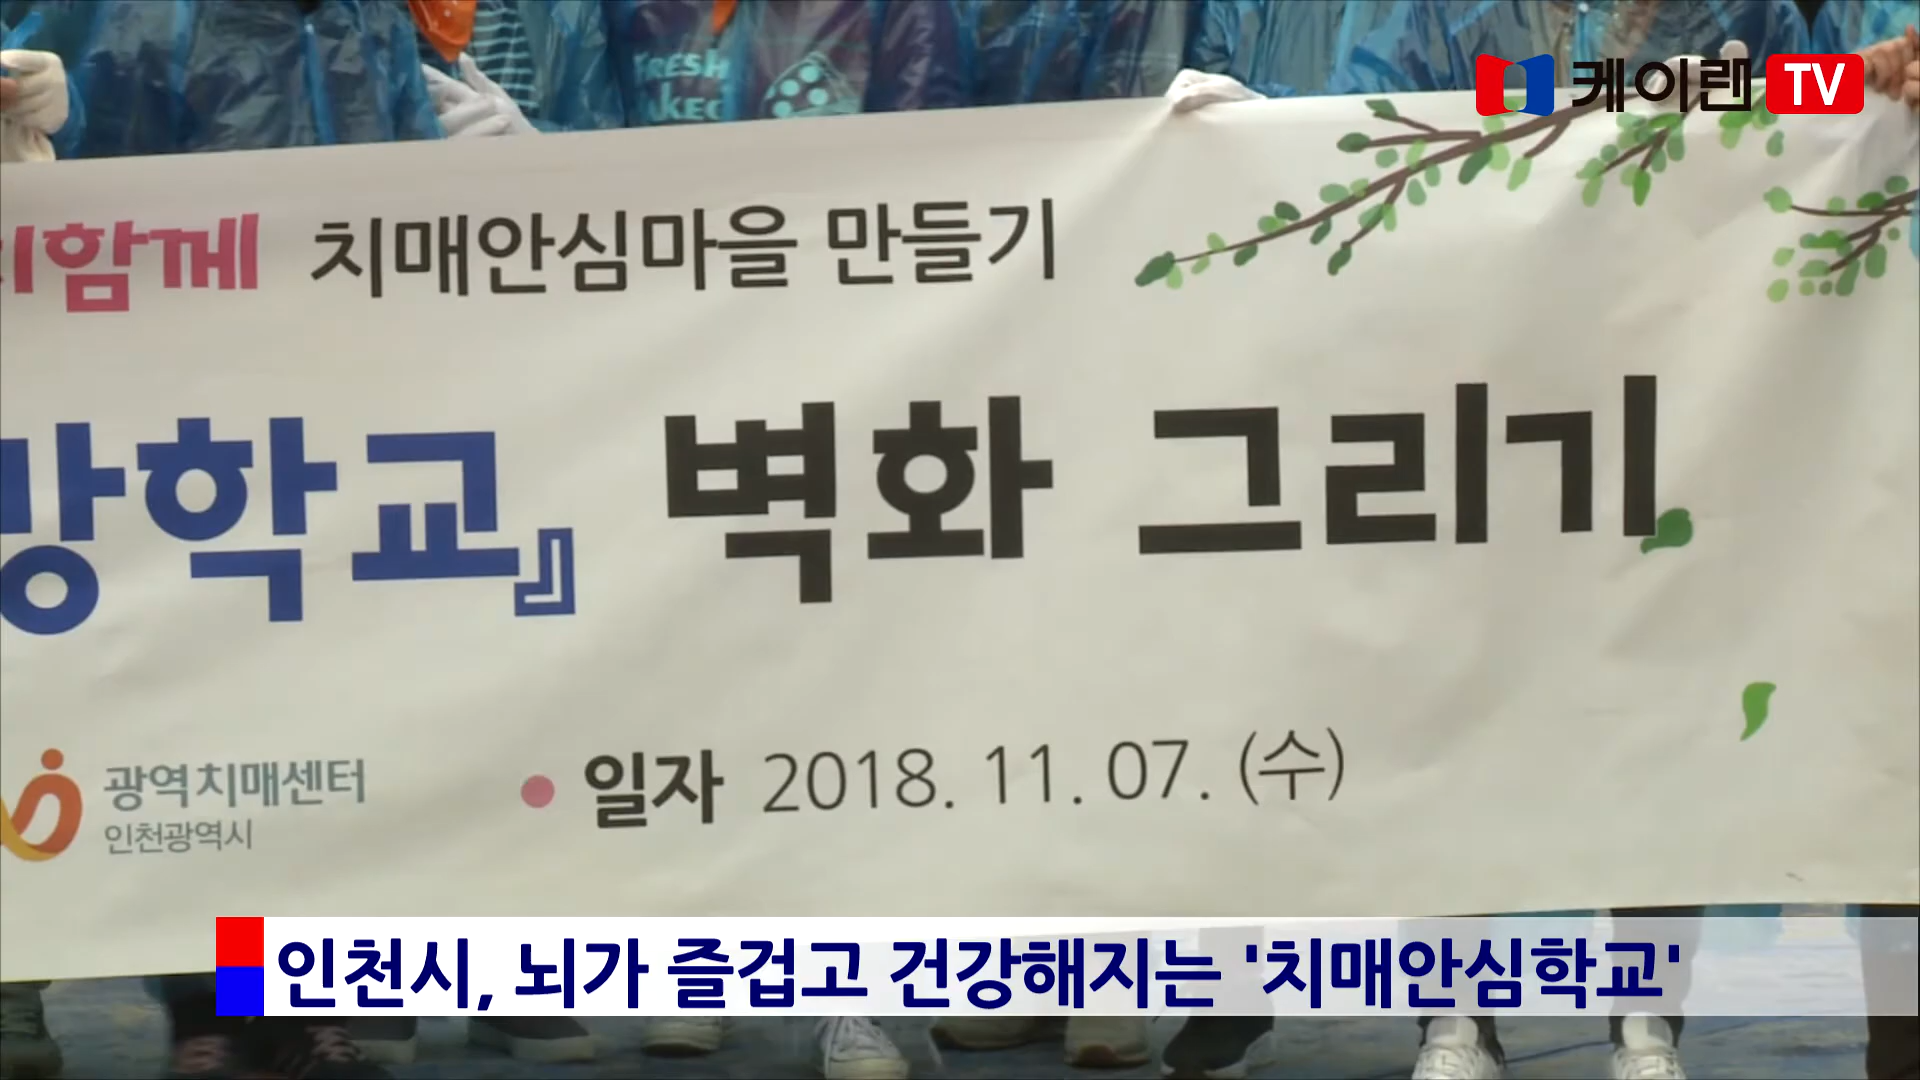 FRESH
케이랜 TV
함께 치매안심마을 만들기
학교』 벽화 그리기
광역치매센터
인천광역시
• 일자 2018. 11. 07. (수)
인천시, 뇌가 즐겁고 건강해지는 '치매안심학교'